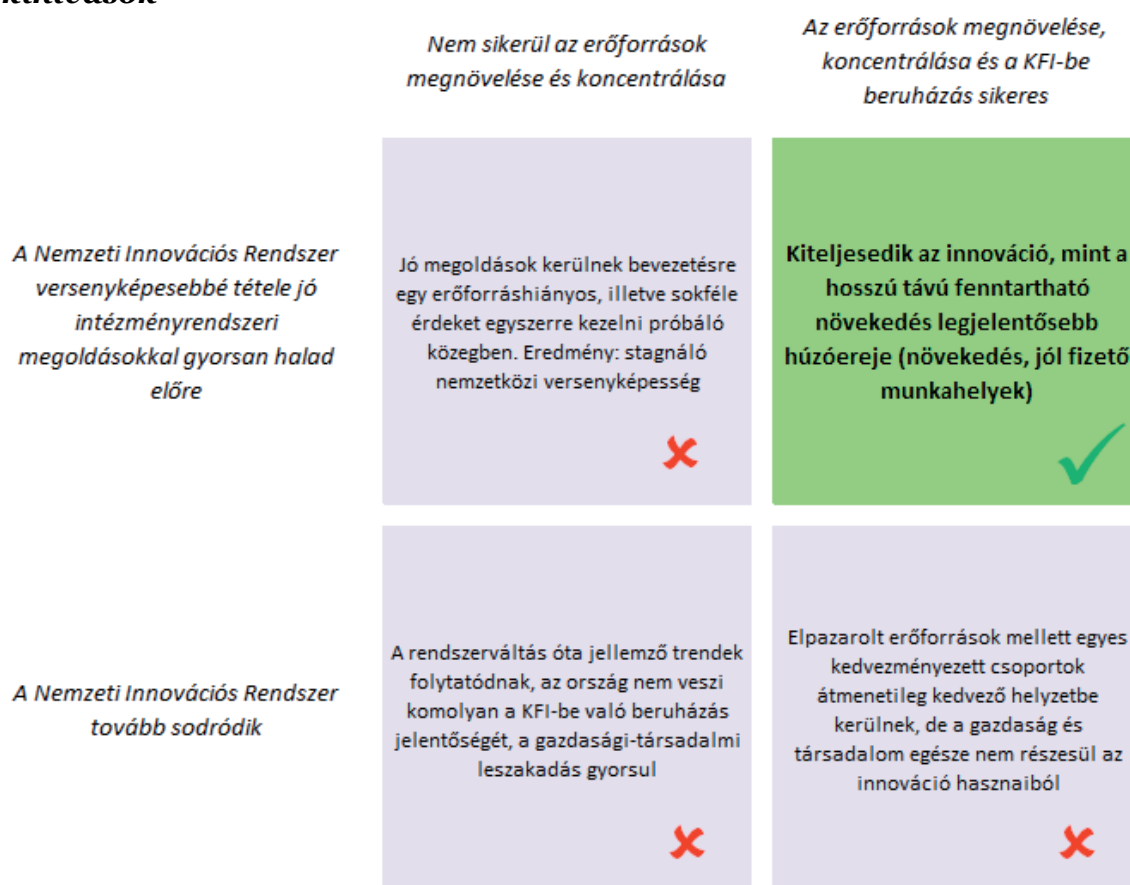 Nem sikerül az erőforrások
megnövelése és koncentrálása
Az erőforrások megnövelése,
koncentrálása és a KFI-be
beruházás sikeres
A Nemzeti Innovációs Rendszer
versenyképesebbé tétele jó
intézményrendszeri
megoldásokkal gyorsan halad
előre
Jó megoldások kerülnek bevezetésre
egy erőforráshiányos, illetve sokféle
érdeket egyszerre kezelni próbáló
közegben. Eredmény: stagnáló
nemzetközi versenyképesség
Kiteljesedik az innováció, mint a
hosszú távú fenntartható
növekedés legjelentősebb
húzóereje (növekedés, jól fizető
munkahelyek)
A Nemzeti Innovációs Rendszer
tovább sodródik
A rendszerváltás óta jellemző trendek
folytatódnak, az ország nem veszi
komolyan a KFI-be való beruházás
jelentőségét, a gazdasági-társadalmi
leszakadás gyorsul
Elpazarolt erőforrások mellett egyes
kedvezményezett csoportok
átmenetileg kedvező helyzetbe
kerülnek, de a gazdaság és
társadalom egésze nem részesül az
innováció hasznaiból